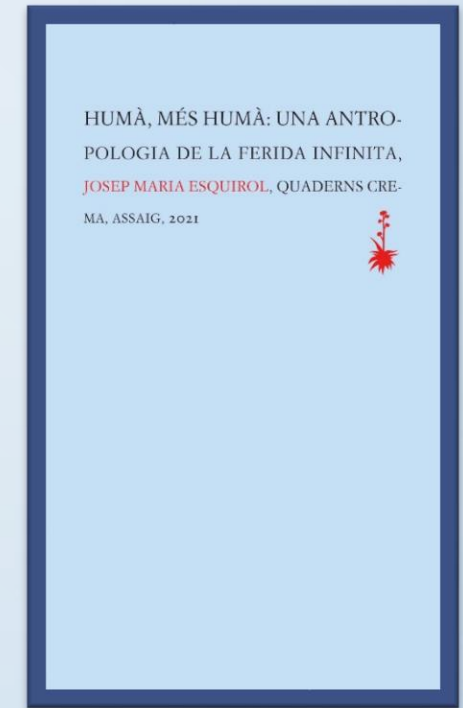 HUMÀ, MÉS HUMÀ: UNA ANTRO-
POLOGIA DE LA FERIDA INFINITA,
JOSEP MARIA ESQUIROL, QUADERNS CRE-
MA, ASSAIG, 2021